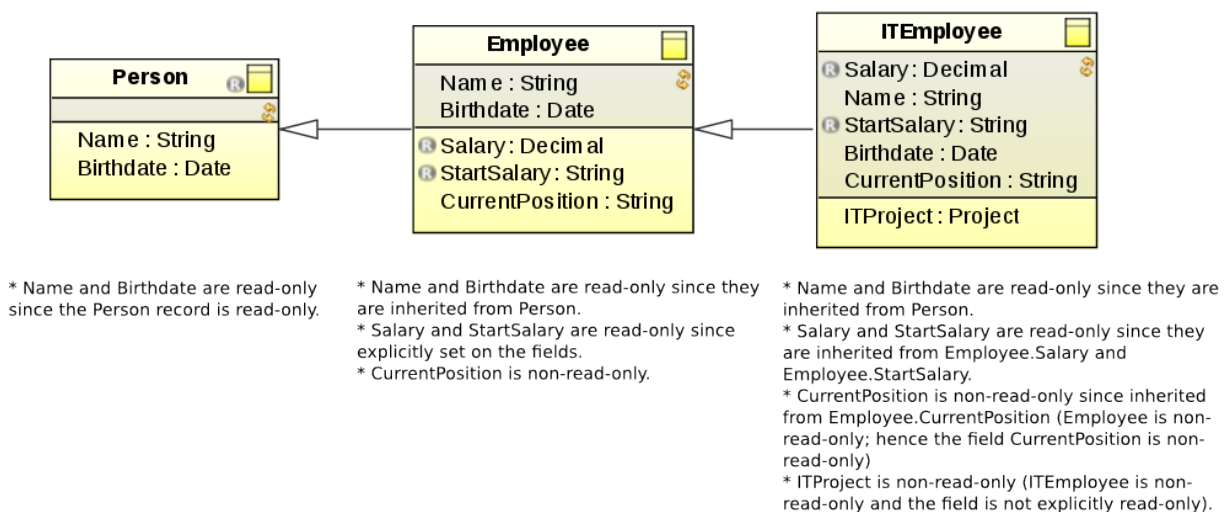 Person
R
Name : String
Birthdate : Date
Employee
Name : String
Birthdate : Date
R Salary : Decimal
R StartSalary : String
CurrentPosition : String
ITEmployee
R Salary : Decimal
Name : String
R StartSalary : String
Birthdate : Date
CurrentPosition : String
ITProject : Project
* Name and Birthdate are read-only
since the Person record is read-only.
* Name and Birthdate are read-only since they
are inherited from Person.
* Salary and StartSalary are read-only since
explicitly set on the fields.
* CurrentPosition is non-read-only.
* Name and Birthdate are read-only since they are
inherited from Person.
* Salary and StartSalary are read-only since they
are inherited from Employee.Salary and
Employee.StartSalary.
* CurrentPosition is non-read-only since inherited
from Employee.CurrentPosition (Employee is non-
read-only; hence the field CurrentPosition is non-
read-only)
* ITProject is non-read-only (ITEmployee is non-
read-only and the field is not explicitly read-only).